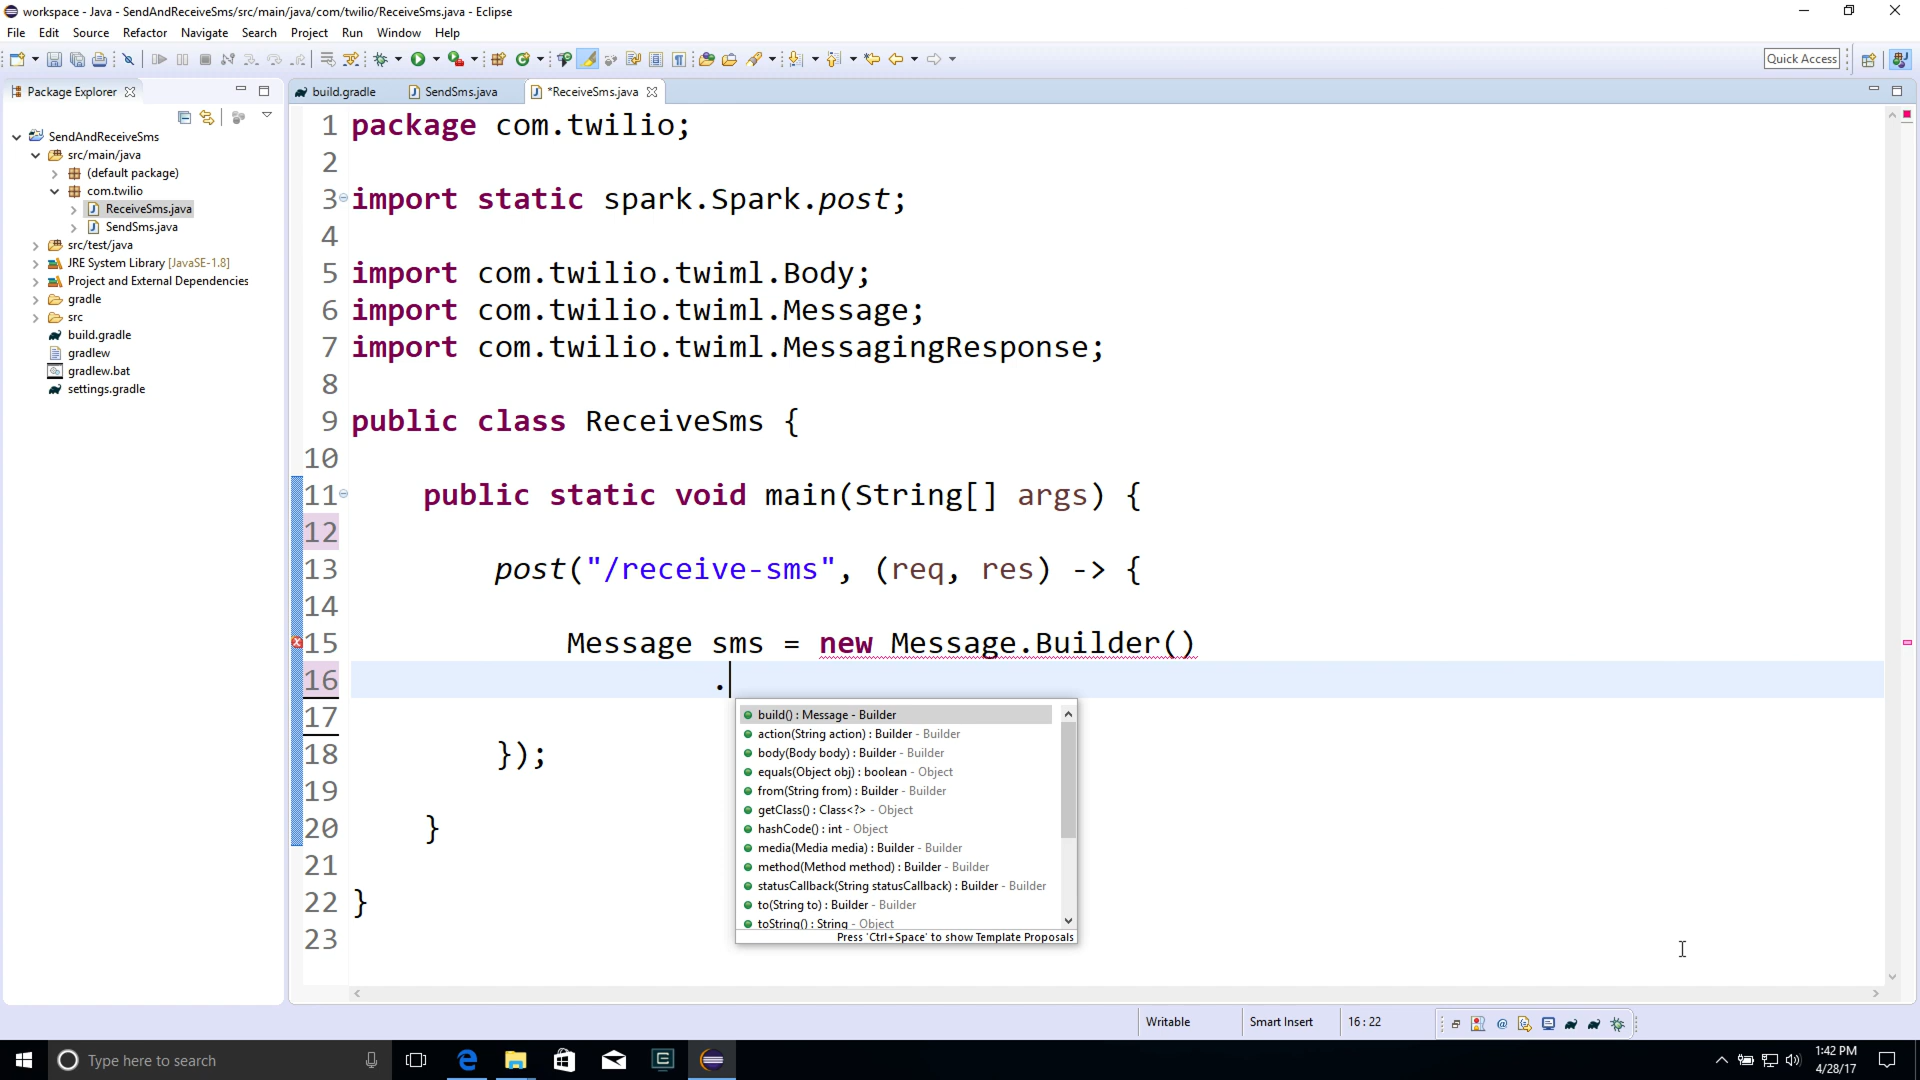 workspace - Java - SendAndReceiveSms/src/main/java/com/twilio/ReceiveSms.java - Eclipse
File Edit Source Refactor Navigate Search Project Run Window Help
Quick Access
Package Explorer
build.gradle SendSms.java *ReceiveSms.java
SendAndReceiveSms
src/main/java
(default package)
com.twilio
ReceiveSms.java
SendSms.java
src/test/java
JRE System Library [JavaSE-1.8]
Project and External Dependencies
gradle
src
build.gradle
gradlew
gradlew.bat
settings.gradle
1 package com.twilio;
2
3 import static spark.Spark.post;
4
5 import com.twilio.twiml.Body;
6 import com.twilio.twiml.Message;
7 import com.twilio.twiml.MessagingResponse;
8
9 public class ReceiveSms {
10
11 public static void main(String[] args) {
12
13 post("/receive-sms", (req, res) -> {
14
15 Message sms = new Message.Builder()
16 .
17
18 });
19
20 }
21
22 }
23
build() : Message - Builder
action(String action) : Builder - Builder
body(Body body) : Builder - Builder
equals(Object obj) : boolean - Object
from(String from) : Builder - Builder
getClass() : Class<?> - Object
hashCode() : int - Object
media(Media media) : Builder - Builder
method(Method method) : Builder - Builder
statusCallback(String statusCallback) : Builder - Builder
to(String to) : Builder - Builder
toString() : String - Object
Press 'Ctrl+Space' to show Template Proposals
Writable Smart Insert 16 : 22
Type here to search
1:42 PM
4/28/17